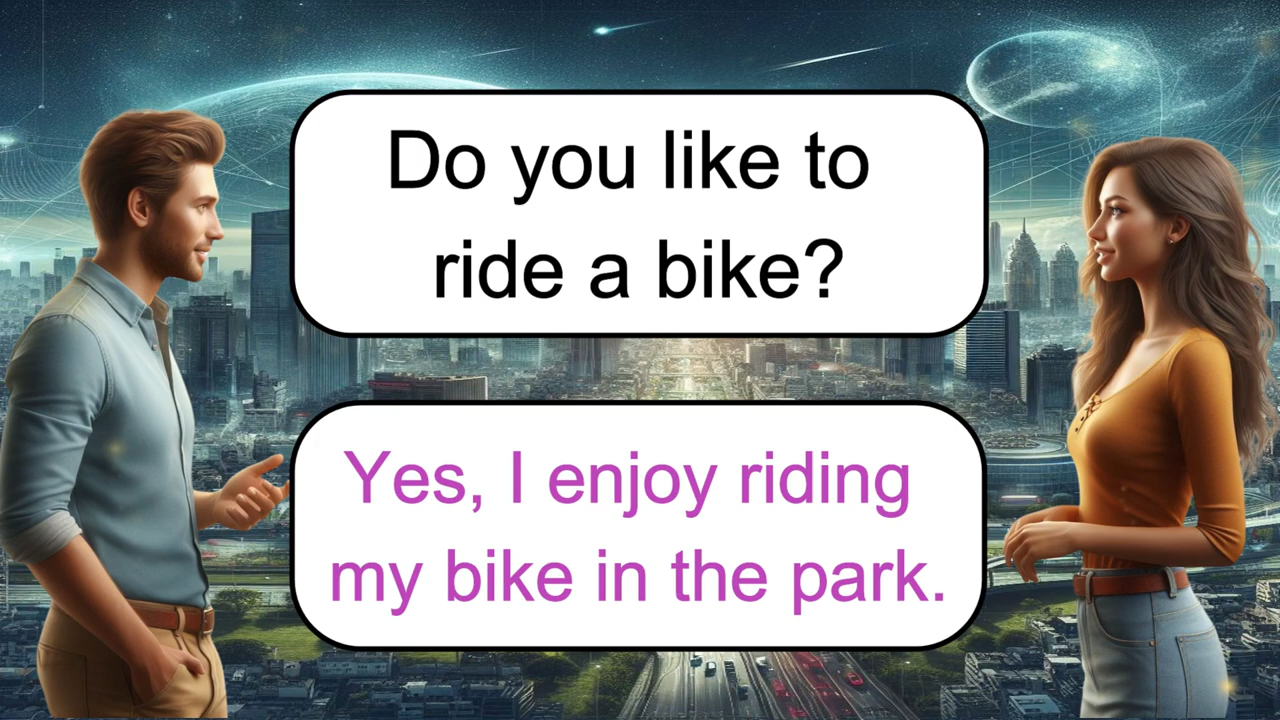 Do you like to
ride a bike?
Yes, I enjoy riding
my bike in the park.